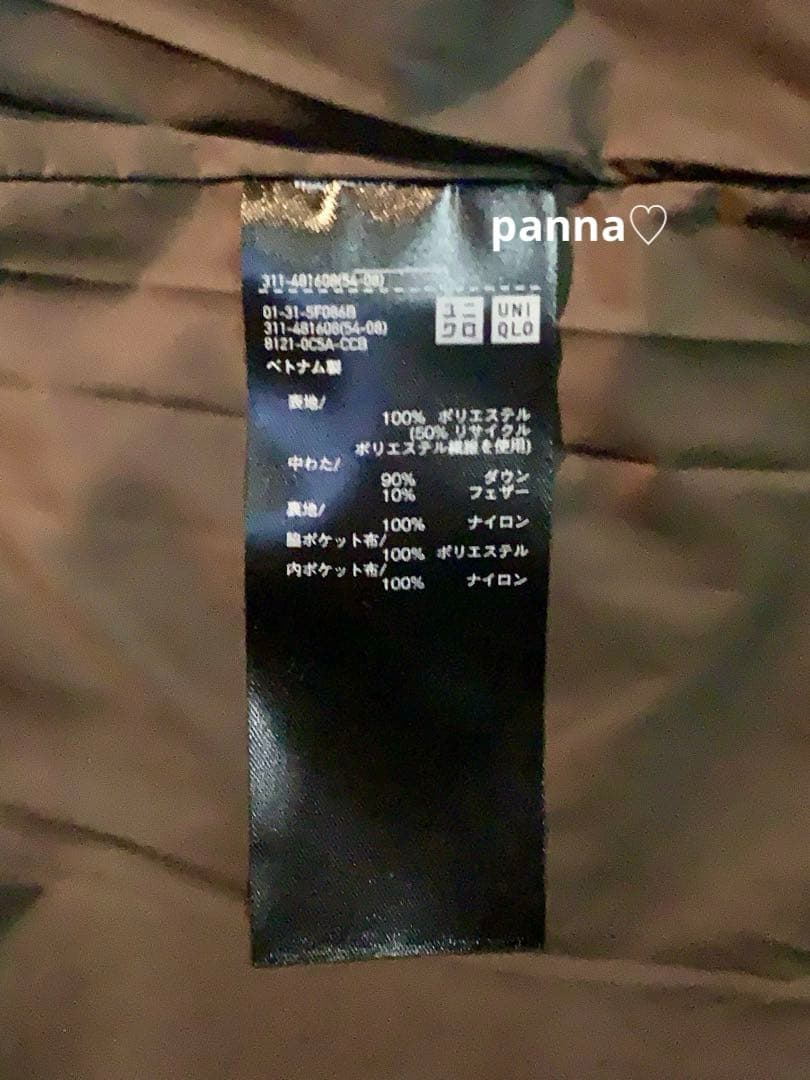 panna♡
311-481608(54-08)
01-31-5F086B
311-481608(54-08)
8121-0C5A-CCB
ユニクロ
UNIQLO
ベトナム製
表地/
100% ポリエステル
(50% リサイクル
ポリエステル繊維を使用)
中わた/
90% ダウン
10% フェザー
裏地/
100% ナイロン
脇ポケット布/
100% ポリエステル
内ポケット布/
100% ナイロン